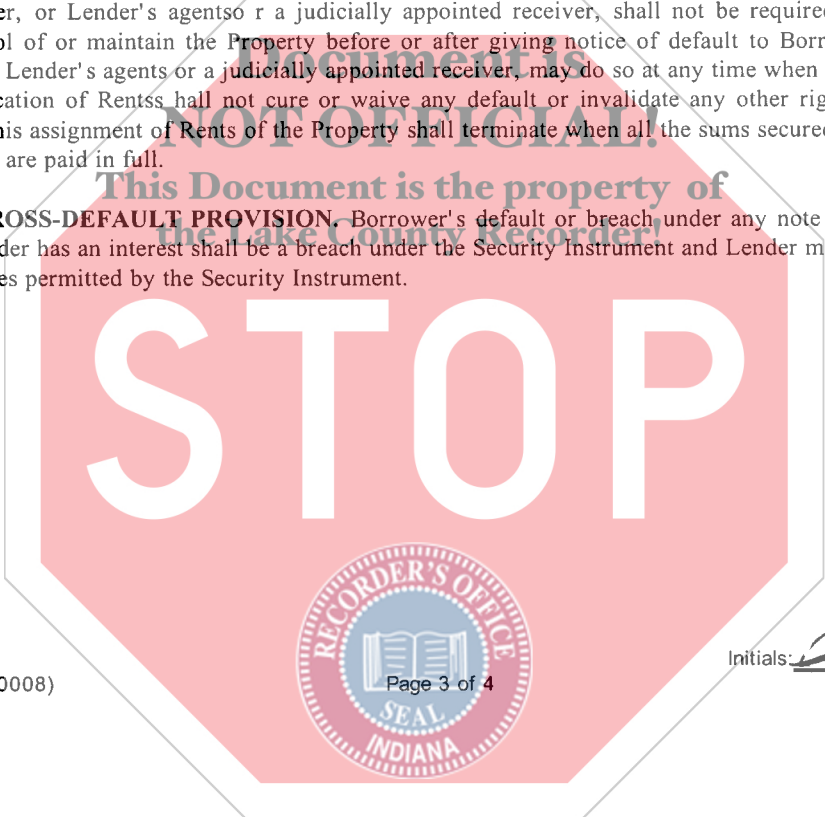 er, or Lender's agentso r a judicially appointed receiver, shall not be require
ol of or maintain the Property before or after giving notice of default to Borr
Lender's agents or a judicially appointed receiver, may do so at any time when
cation of Rentss hall not cure or waive any default or invalidate any other rig
his assignment of Rents of the Property shall terminate when all the sums secured
are paid in full.
Document is
NOT OFFICIAL!
This Document is the property of
the Lake County Recorder!
ROSS-DEFAULT PROVISION. Borrower's default or breach under any note
der has an interest shall be a breach under the Security Instrument and Lender m
es permitted by the Security Instrument.
STOP
RECORDER'S OFFICE
SEAL
INDIANA
Initials:
0008)
Page 3 of 4